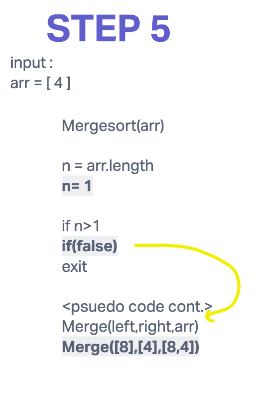 STEP 5
input :
arr = [ 4 ]
Mergesort(arr)
n = arr.length
n= 1
if n>1
if(false)
exit
<psuedo code cont.>
Merge(left,right,arr)
Merge([8],[4],[8,4])